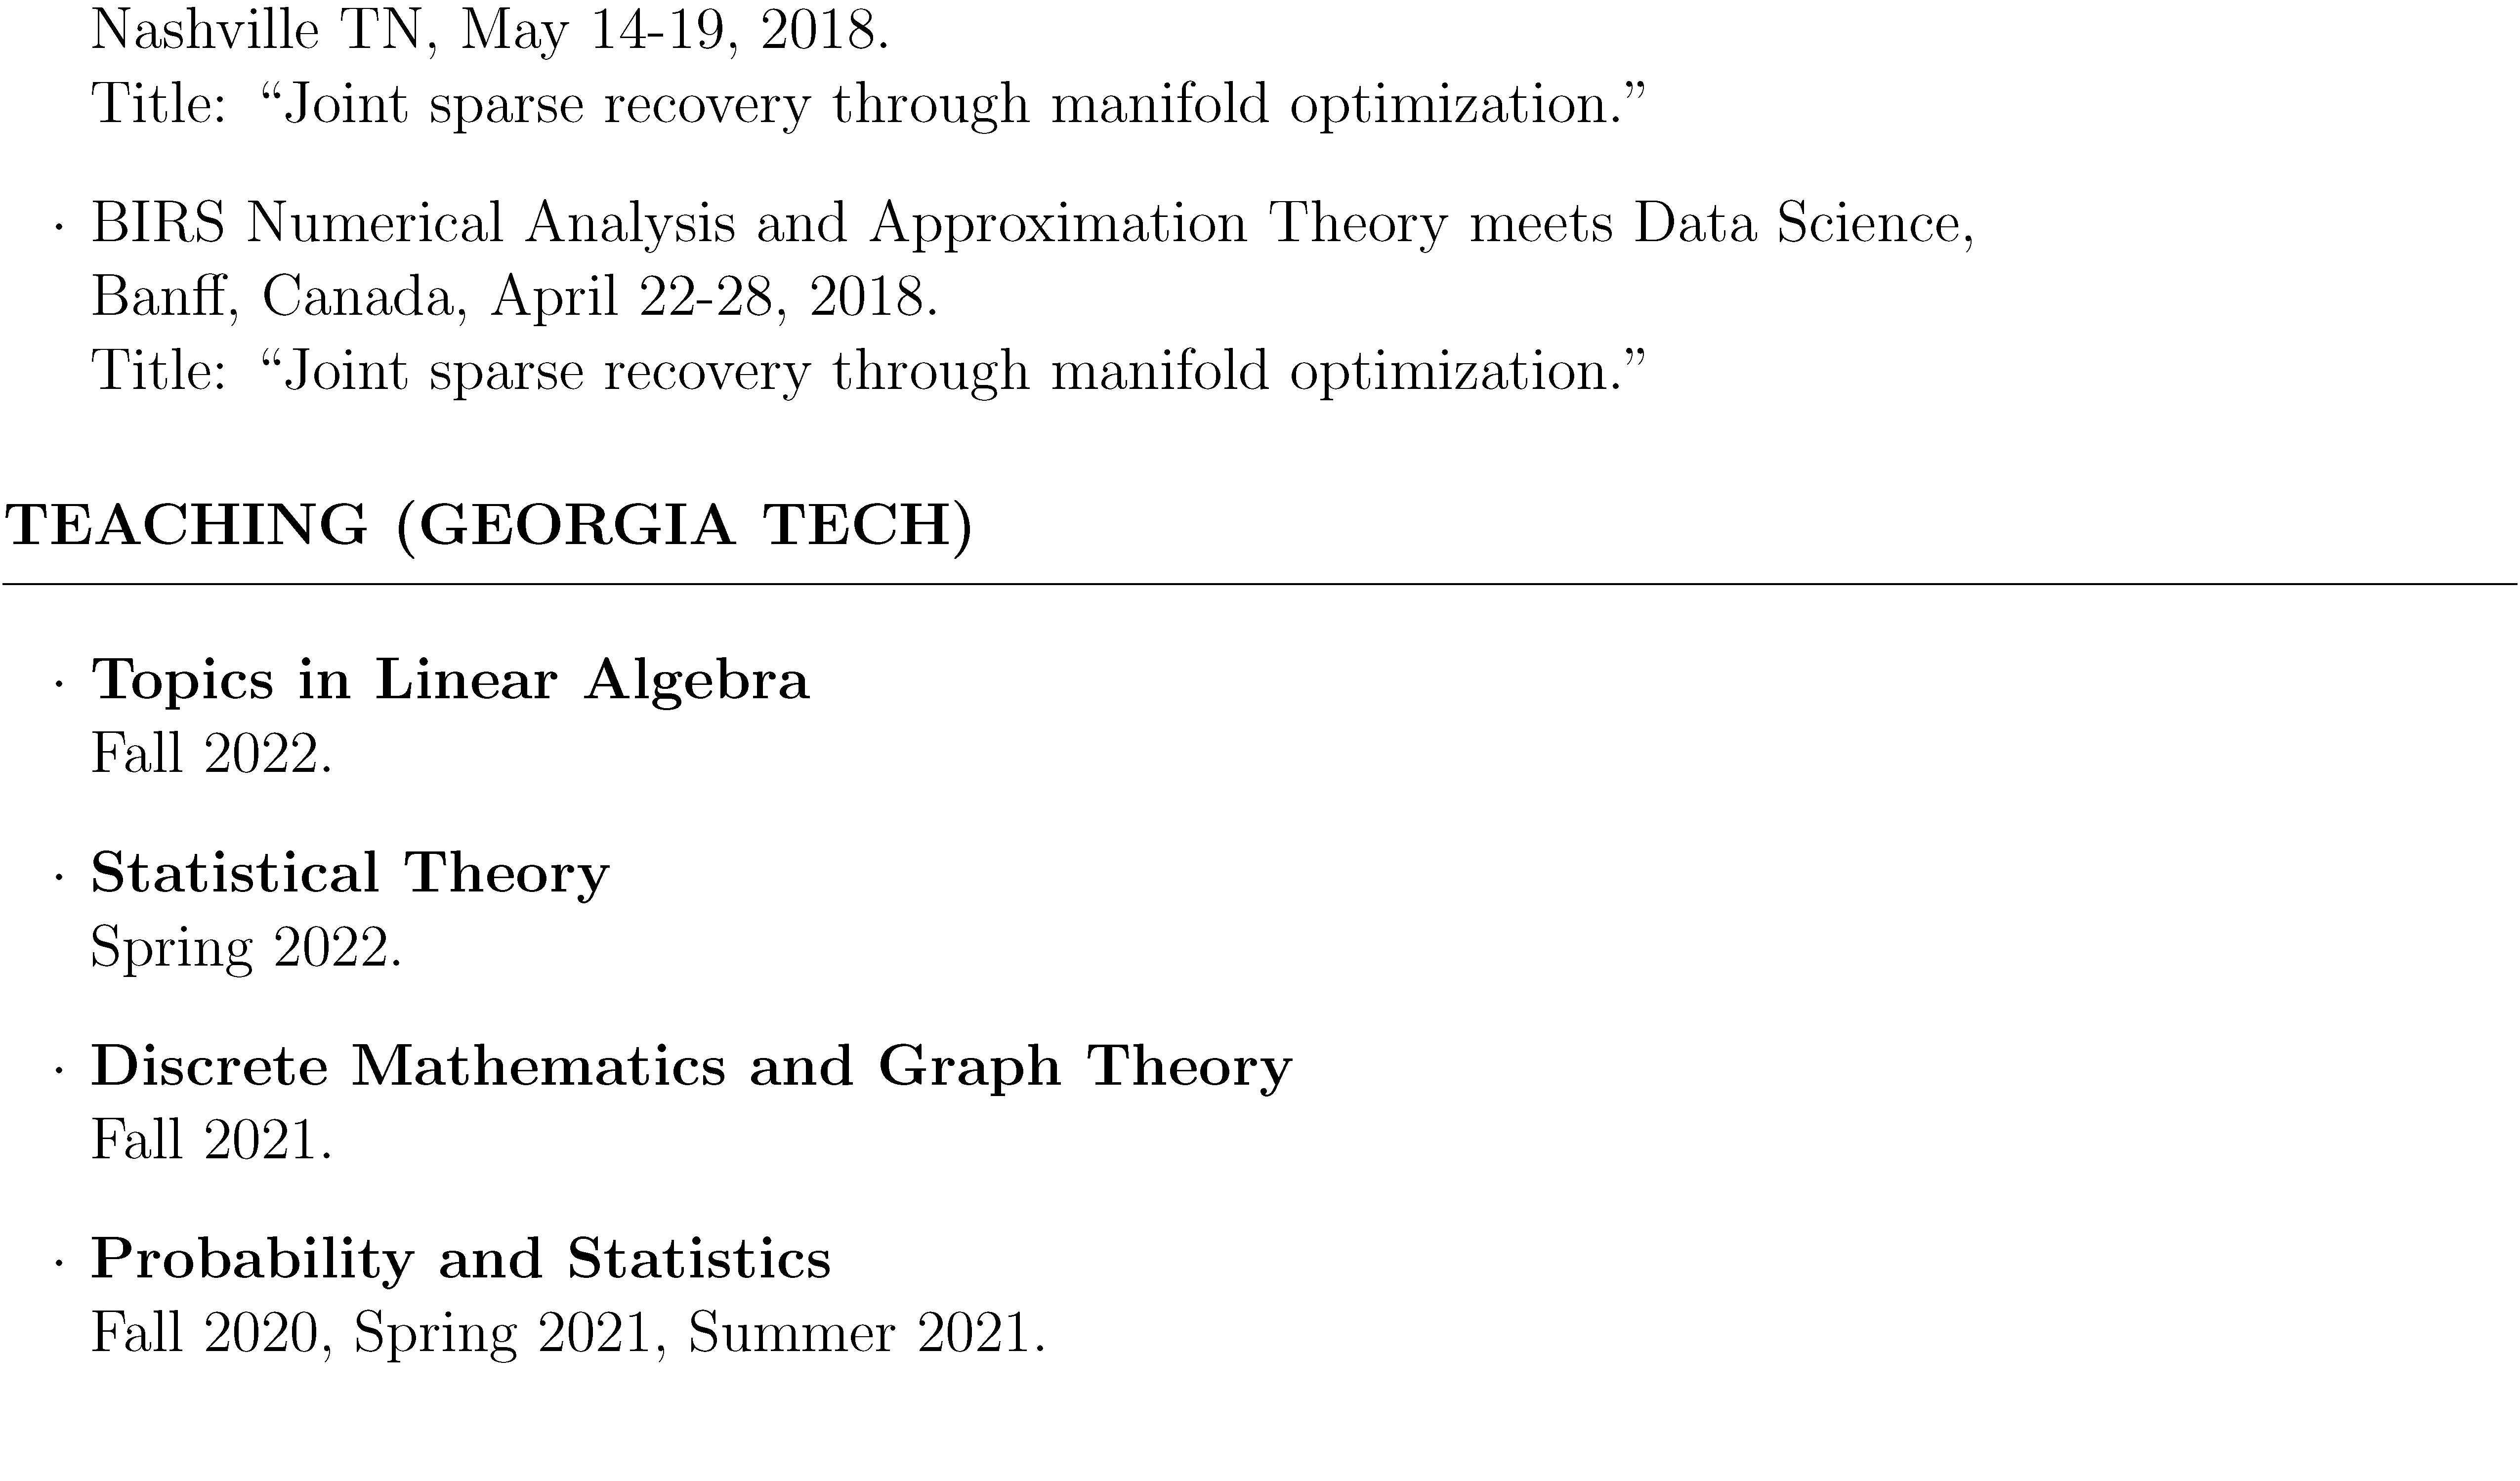 Nashville TN, May 14-19, 2018.
Title: “Joint sparse recovery through manifold optimization.”
· BIRS Numerical Analysis and Approximation Theory meets Data Science,
Banff, Canada, April 22-28, 2018.
Title: “Joint sparse recovery through manifold optimization.”
TEACHING (GEORGIA TECH)
· Topics in Linear Algebra
Fall 2022.
· Statistical Theory
Spring 2022.
· Discrete Mathematics and Graph Theory
Fall 2021.
· Probability and Statistics
Fall 2020, Spring 2021, Summer 2021.